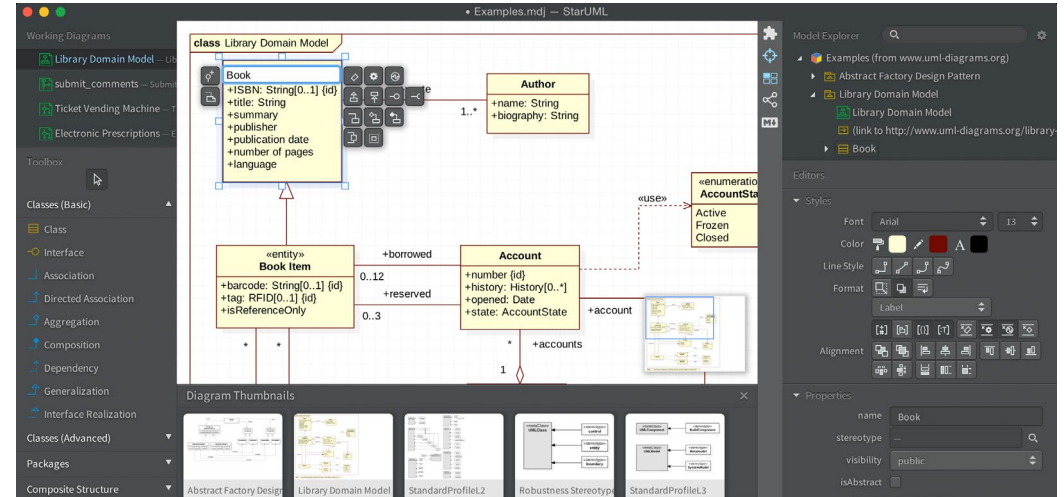 • Examples.mdj — StarUML
Working Diagrams
Library Domain Model — Lib
submit_comments — Submit
Ticket Vending Machine — T
Electronic Prescriptions — E
Toolbox
Classes (Basic)
Class
Interface
Association
Directed Association
Aggregation
Composition
Dependency
Generalization
Interface Realization
Classes (Advanced)
Packages
Composite Structure
class Library Domain Model
Book
+ISBN: String[0..1] {id}
+title: String
+summary
+publisher
+publication date
+number of pages
+language
1..*
Author
+name: String
+biography: String
«use»
«enumeratio
AccountSta
Active
Frozen
Closed
«entity»
Book Item
+barcode: String[0..1] {id}
+tag: RFID[0..1] {id}
+isReferenceOnly
+borrowed
0..12
+reserved
0..3
Account
+number {id}
+history: History[0..*]
+opened: Date
+state: AccountState
+account
* *
* +accounts
1
Diagram Thumbnails
Abstract Factory Design
Library Domain Model
StandardProfileL2
Robustness Stereotype
StandardProfileL3
M+
Model Explorer
Examples (from www.uml-diagrams.org)
Abstract Factory Design Pattern
Library Domain Model
Library Domain Model
(link to http://www.uml-diagrams.org/library-
Book
Editors
Styles
Font Arial 13
Color A
Line Style
Format
Label
Alignment
Properties
name Book
stereotype —
visibility public
isAbstract